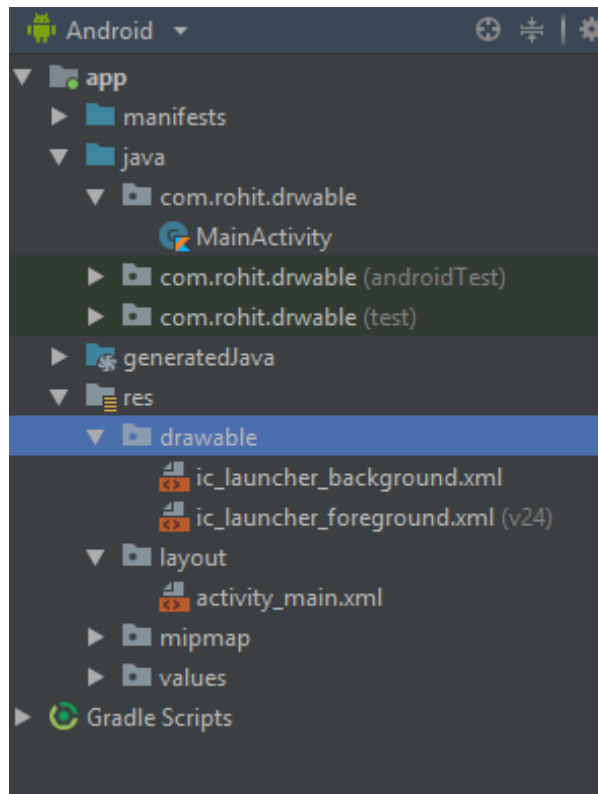 Android
app
manifests
java
com.rohit.drwable
MainActivity
com.rohit.drwable (androidTest)
com.rohit.drwable (test)
generatedJava
res
drawable
ic_launcher_background.xml
ic_launcher_foreground.xml (v24)
layout
activity_main.xml
mipmap
values
Gradle Scripts